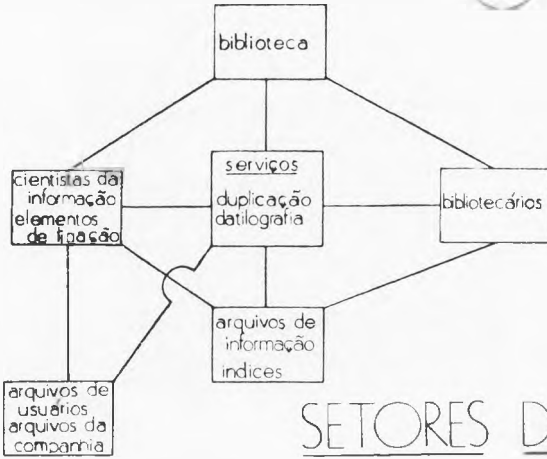 biblioteca
serviços
duplicação
datilografia
cientistas da
informação
elementos
de ligação
bibliotecários
arquivos de
informação
indices
arquivos de
usuários
arquivos da
companhia
SETORES D